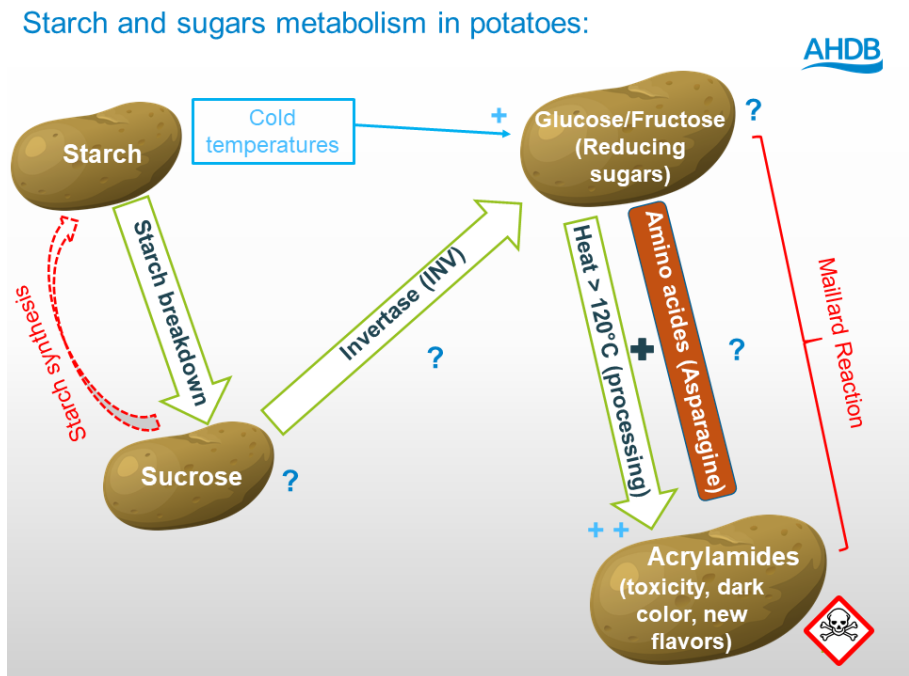 Starch and sugars metabolism in potatoes:
AHDB
Starch
Cold
temperatures
+
Glucose/Fructose
(Reducing
sugars)
?
Starch synthesis
Starch breakdown
Invertase (INV)
?
Heat > 120°C (processing)
+
Amino acides (Asparagine)
?
Maillard Reaction
Sucrose
?
+ +
Acrylamides
(toxicity, dark
color, new
flavors)